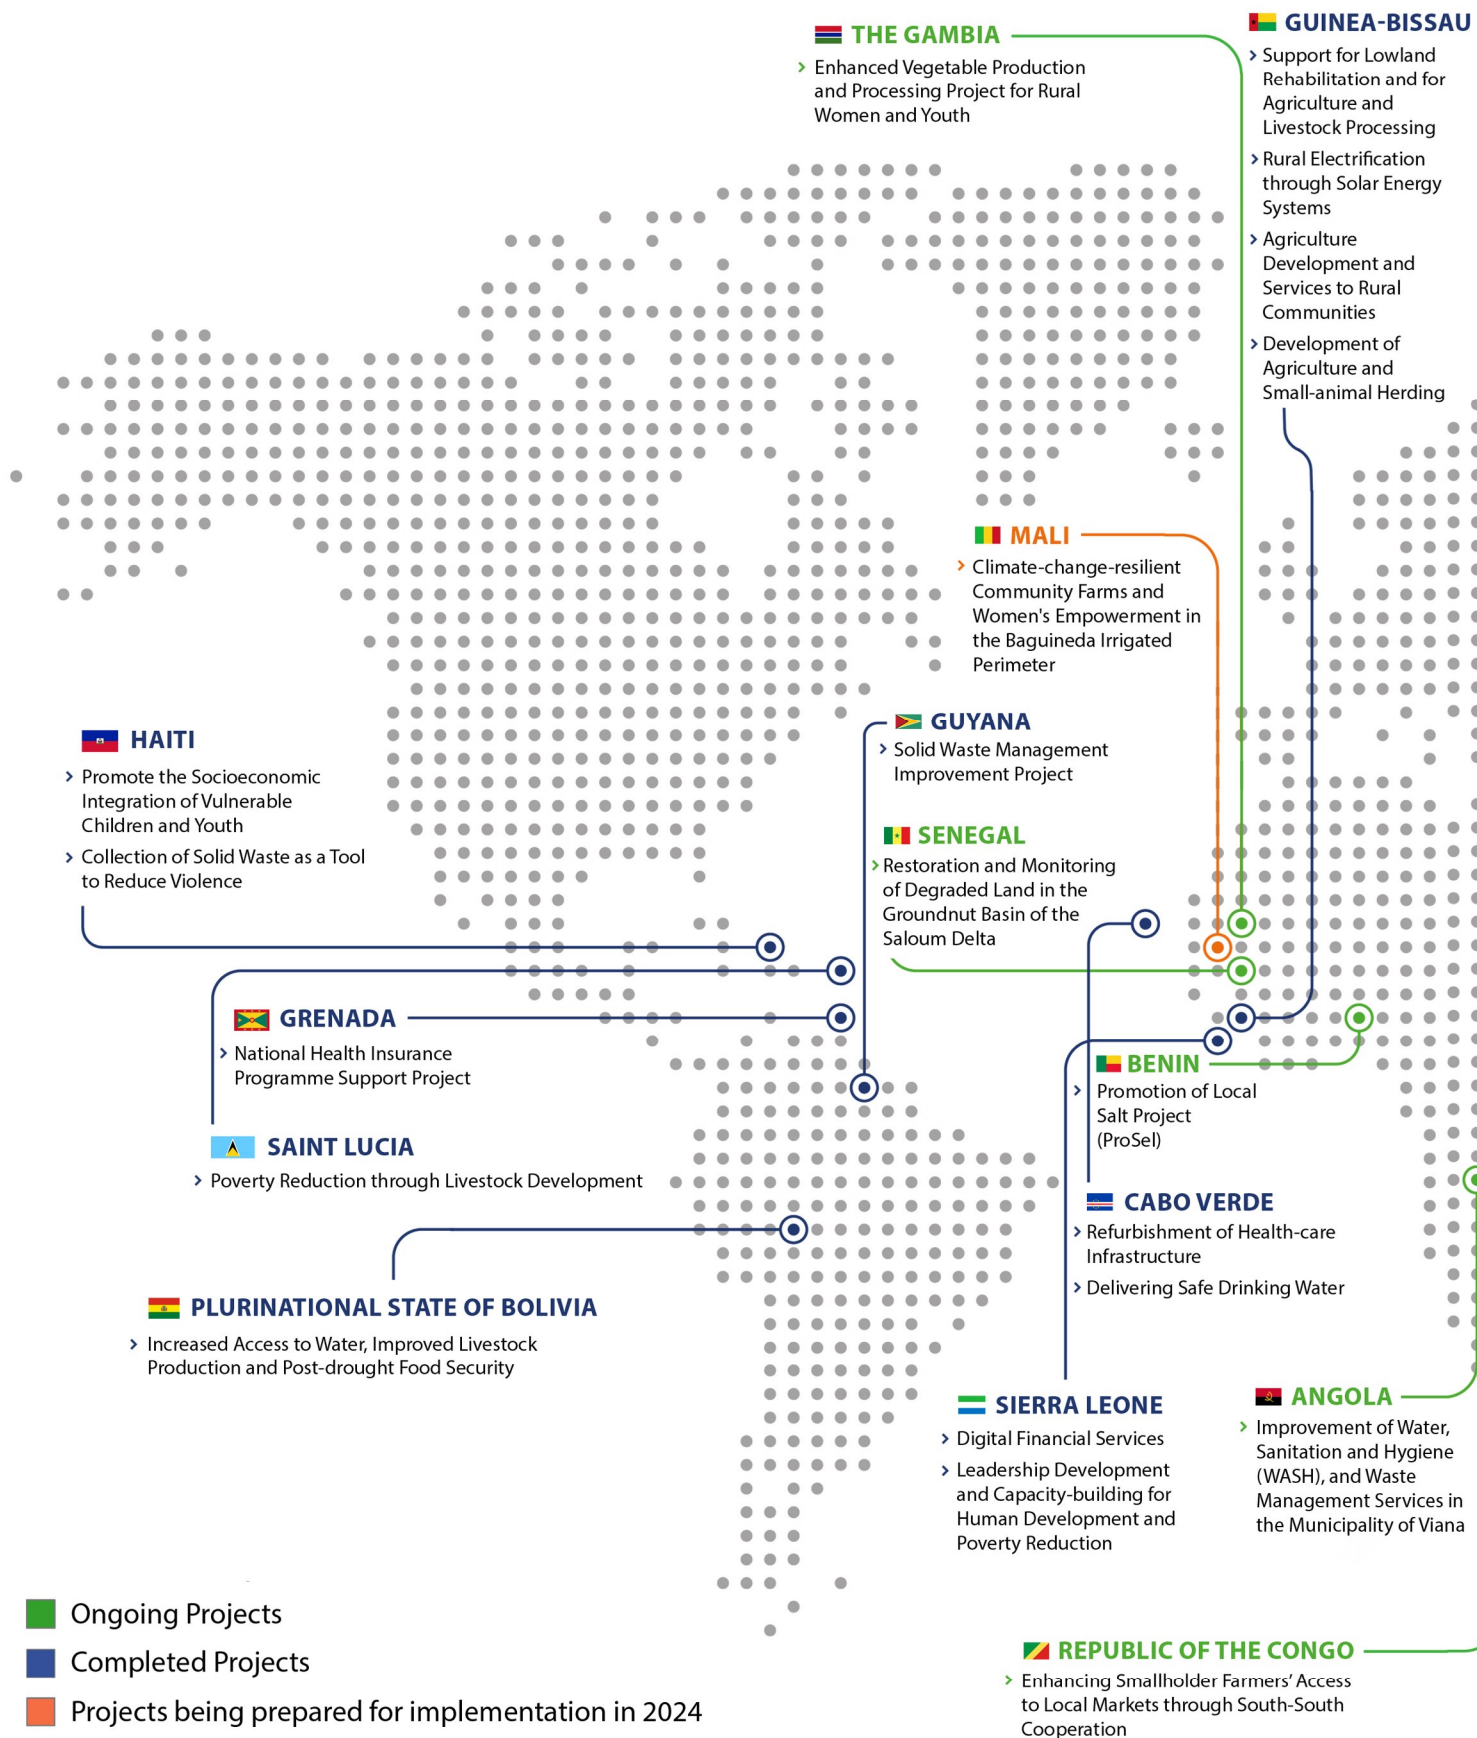 THE GAMBIA
Enhanced Vegetable Production
and Processing Project for Rural
Women and Youth
GUINEA-BISSAU
Support for Lowland
Rehabilitation and for
Agriculture and
Livestock Processing
Rural Electrification
through Solar Energy
Systems
Agriculture
Development and
Services to Rural
Communities
Development of
Agriculture and
Small-animal Herding
MALI
Climate-change-resilient
Community Farms and
Women's Empowerment in
the Baguineda Irrigated
Perimeter
GUYANA
Solid Waste Management
Improvement Project
HAITI
Promote the Socioeconomic
Integration of Vulnerable
Children and Youth
Collection of Solid Waste as a Tool
to Reduce Violence
SENEGAL
Restoration and Monitoring
of Degraded Land in the
Groundnut Basin of the
Saloum Delta
GRENADA
National Health Insurance
Programme Support Project
BENIN
Promotion of Local
Salt Project
(ProSel)
SAINT LUCIA
Poverty Reduction through Livestock Development
CABO VERDE
Refurbishment of Health-care
Infrastructure
Delivering Safe Drinking Water
PLURINATIONAL STATE OF BOLIVIA
Increased Access to Water, Improved Livestock
Production and Post-drought Food Security
SIERRA LEONE
Digital Financial Services
Leadership Development
and Capacity-building for
Human Development and
Poverty Reduction
ANGOLA
Improvement of Water,
Sanitation and Hygiene
(WASH), and Waste
Management Services in
the Municipality of Viana
Ongoing Projects
Completed Projects
Projects being prepared for implementation in 2024
REPUBLIC OF THE CONGO
Enhancing Smallholder Farmers’ Access
to Local Markets through South-South
Cooperation